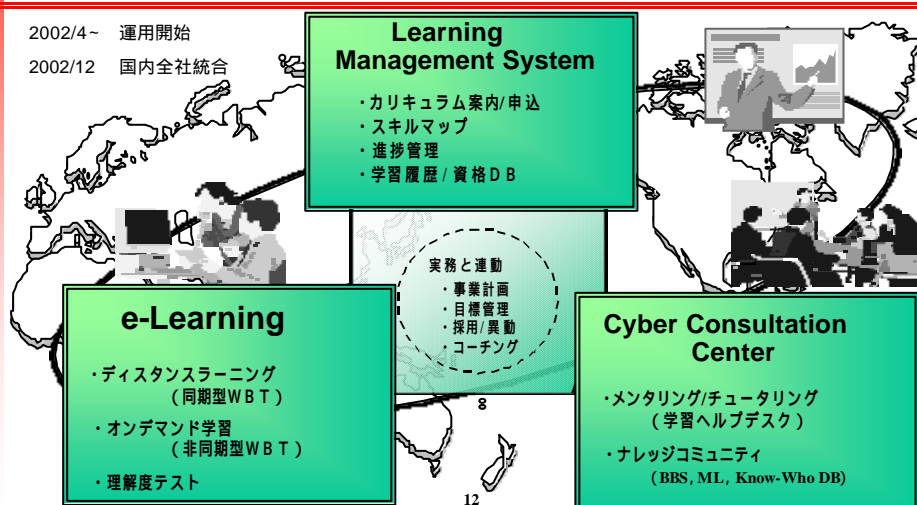 2002/4~ 運用開始
2002/12 国内全社統合
Learning
Management System
・カリキュラム案内/申込
・スキルマップ
・進捗管理
・学習履歴/資格DB
実務と連動
・事業計画
・目標管理
・採用/異動
・コーチング
e-Learning
・ディスタンスラーニング
(同期型WBT)
・オンデマンド学習
(非同期型WBT)
・理解度テスト
Cyber Consultation
Center
・メンタリング/チュータリング
(学習ヘルプデスク)
・ナレッジコミュニティ
(BBS, ML, Know-Who DB)
8
12